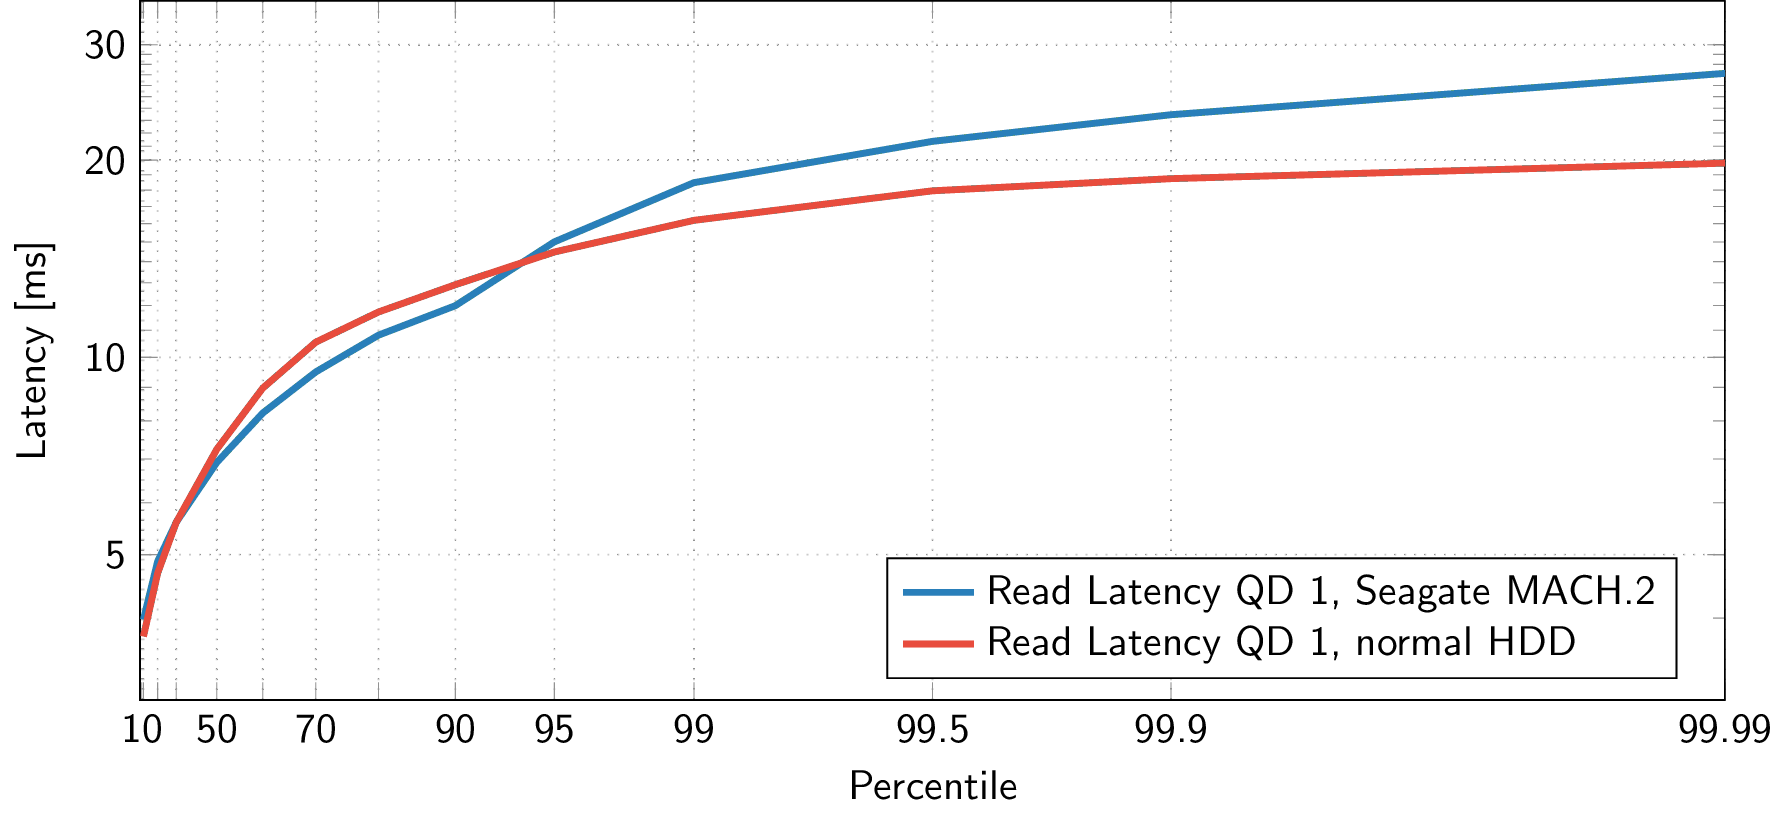 30
20
10
5
Latency [ms]
Read Latency QD 1, Seagate MACH.2
Read Latency QD 1, normal HDD
10 50 70 90 95 99 99.5 99.9 99.99
Percentile